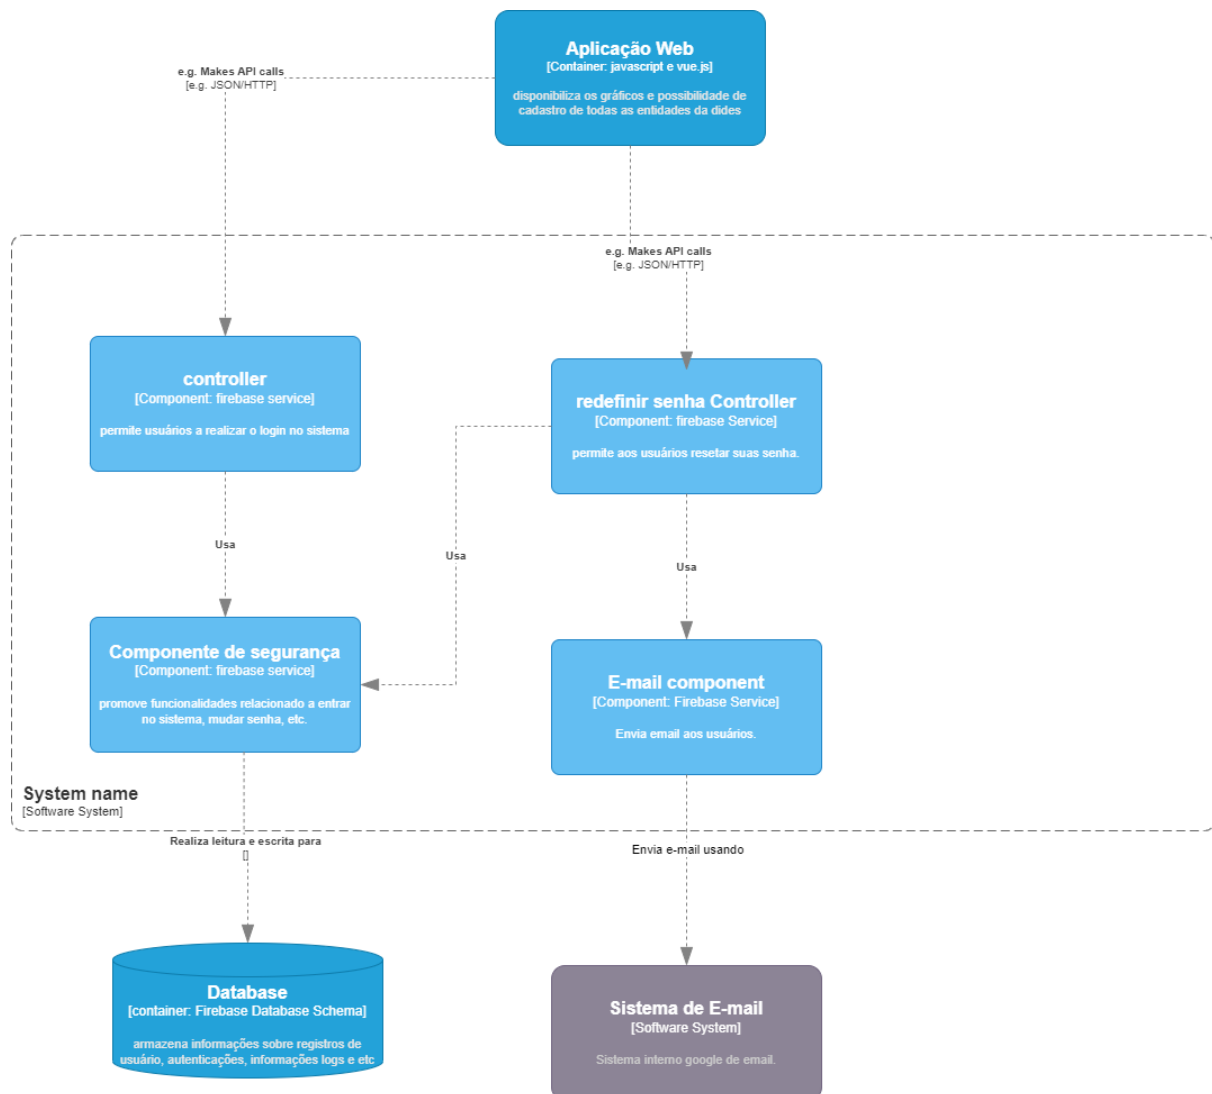 Aplicação Web
[Container: javascript e vue.js]
disponibiliza os gráficos e possibilidade de
cadastro de todas as entidades da dides
e.g. Makes API calls
[e.g. JSON/HTTP]
e.g. Makes API calls
[e.g. JSON/HTTP]
controller
[Component: firebase service]
permite usuários a realizar o login no sistema
redefinir senha Controller
[Component: firebase Service]
permite aos usuários resetar suas senha.
Usa
Usa
Usa
Componente de segurança
[Component: firebase service]
promove funcionalidades relacionado a entrar
no sistema, mudar senha, etc.
E-mail component
[Component: Firebase Service]
Envia email aos usuários.
System name
[Software System]
Realiza leitura e escrita para
[]
Envia e-mail usando
Database
[container: Firebase Database Schema]
armazena informações sobre registros de
usuário, autenticações, informações logs e etc
Sistema de E-mail
[Software System]
Sistema interno google de email.